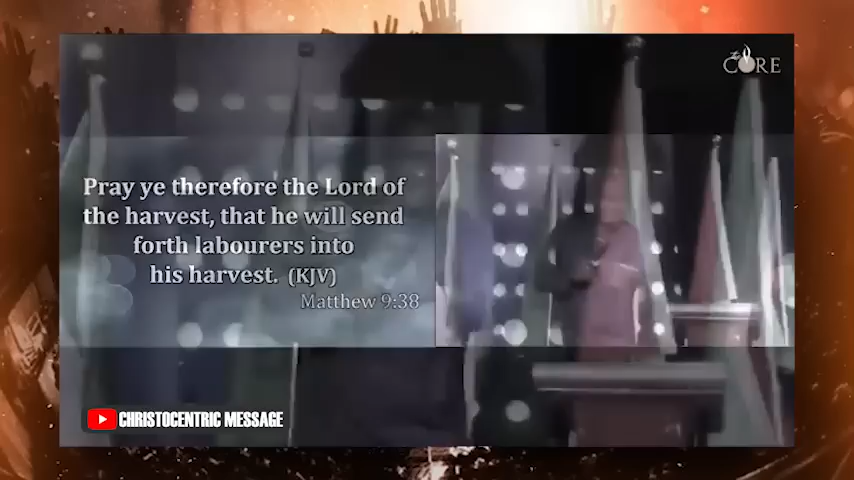 The
CORE
Pray ye therefore the Lord of
the harvest, that he will send
forth labourers into
his harvest. (KJV)
Matthew 9:38
CHRISTOCENTRIC MESSAGE